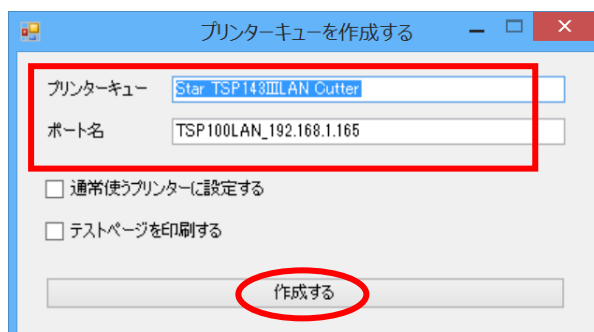 プリンターキューを作成する
プリンターキュー Star TSP143ⅢLAN Cutter
ポート名 TSP100LAN_192.168.1.165
通常使うプリンターに設定する
テストページを印刷する
作成する